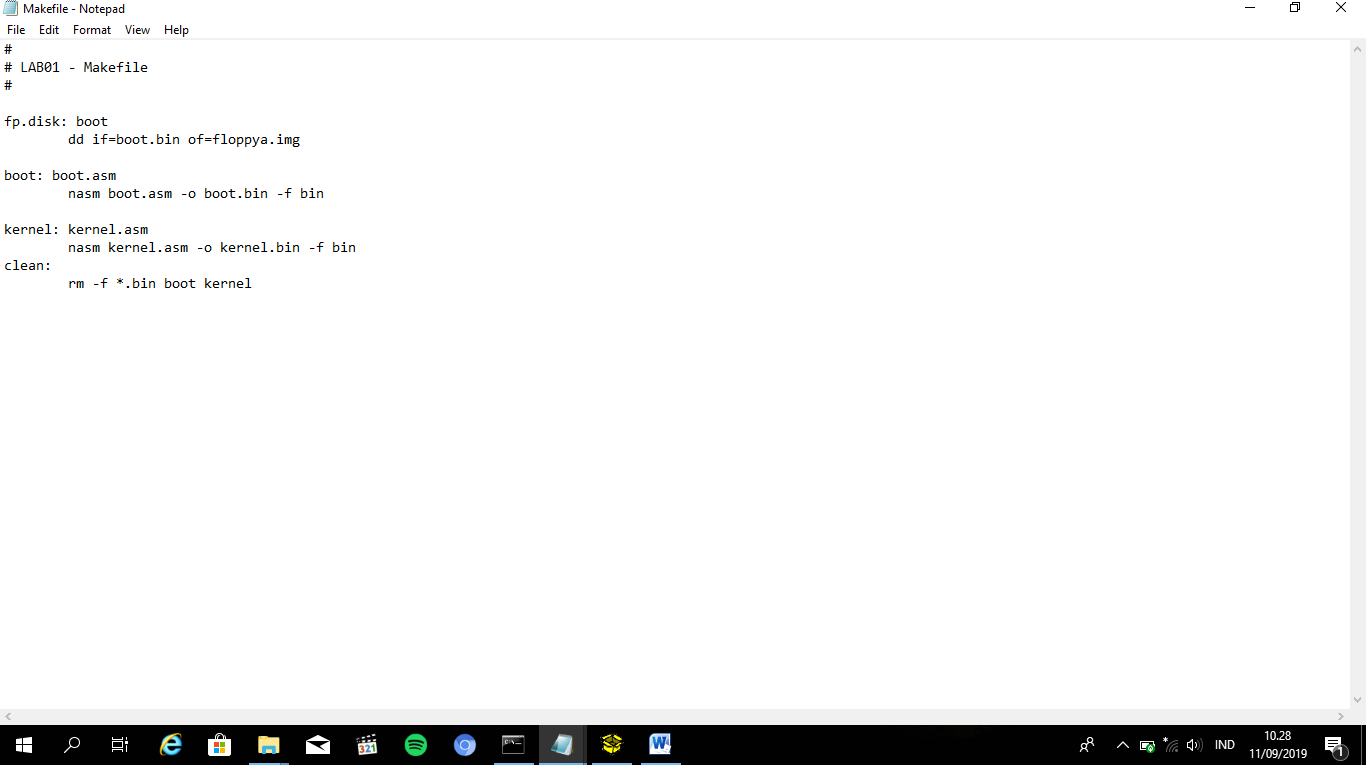 Makefile - Notepad
File Edit Format View Help
#
# LAB01 - Makefile
#
fp.disk: boot
dd if=boot.bin of=floppya.img
boot: boot.asm
nasm boot.asm -o boot.bin -f bin
kernel: kernel.asm
nasm kernel.asm -o kernel.bin -f bin
clean:
rm -f *.bin boot kernel
321
IND
10.28
11/09/2019
1